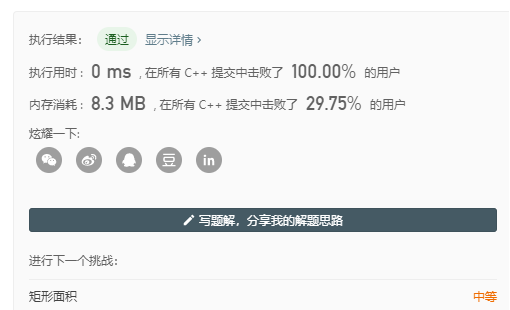 执行结果： 通过 显示详情 ›
执行用时 : 0 ms , 在所有 C++ 提交中击败了 100.00% 的用户
内存消耗 : 8.3 MB , 在所有 C++ 提交中击败了 29.75% 的用户
炫耀一下:
豆 in
写题解，分享我的解题思路
进行下一个挑战：
矩形面积 中等